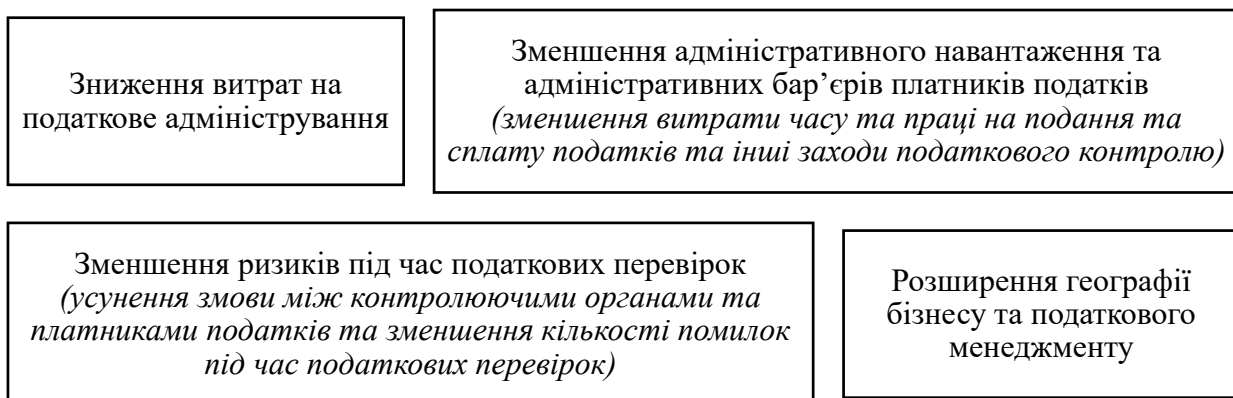 Зниження витрат на
податкове адміністрування
Зменшення адміністративного навантаження та
адміністративних бар’єрів платників податків
(зменшення витрати часу та праці на подання та
сплату податків та інші заходи податкового контролю)
Зменшення ризиків під час податкових перевірок
(усунення змови між контролюючими органами та
платниками податків та зменшення кількості помилок
під час податкових перевірок)
Розширення географії
бізнесу та податкового
менеджменту